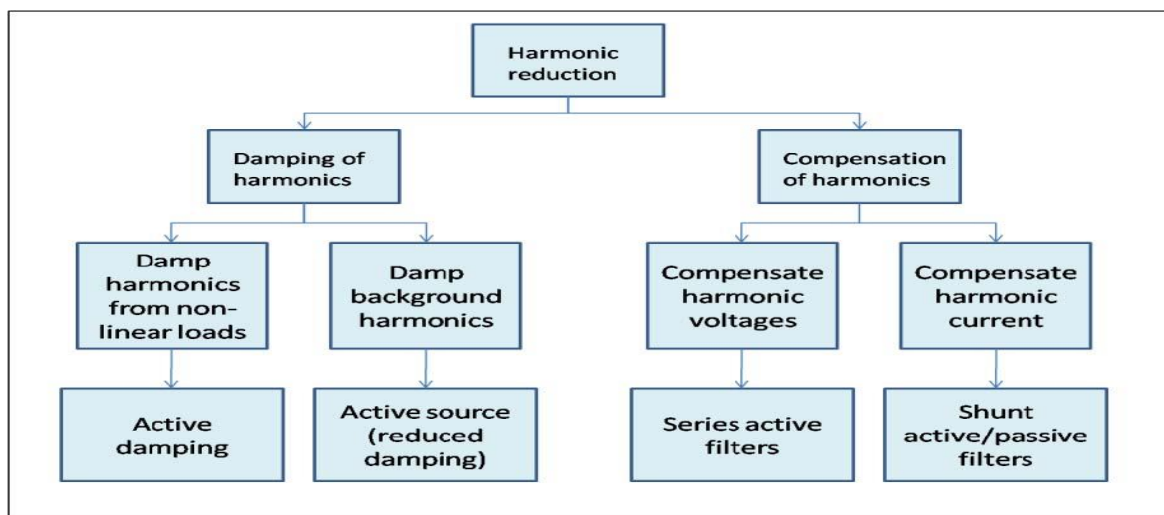 Harmonic
reduction
Damping of
harmonics
Compensation
of harmonics
Damp
harmonics
from non-
linear loads
Damp
background
harmonics
Compensate
harmonic
voltages
Compensate
harmonic
current
Active
damping
Active source
(reduced
damping)
Series active
filters
Shunt
active/passive
filters